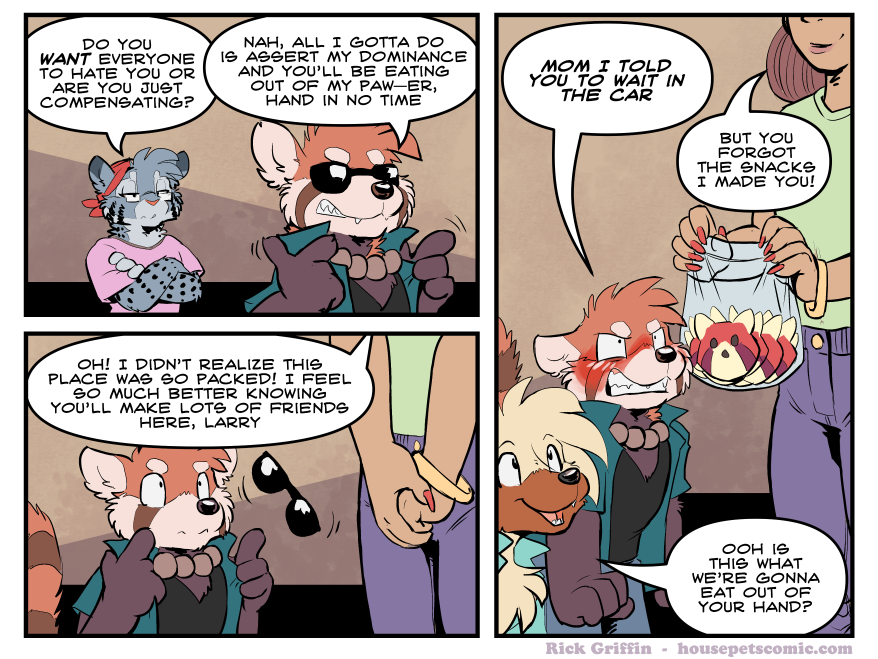 DO YOU
WANT EVERYONE
TO HATE YOU OR
ARE YOU JUST
COMPENSATING?
NAH, ALL I GOTTA DO
IS ASSERT MY DOMINANCE
AND YOU'LL BE EATING
OUT OF MY PAW—ER,
HAND IN NO TIME
OH! I DIDN'T REALIZE THIS
PLACE WAS SO PACKED! I FEEL
SO MUCH BETTER KNOWING
YOU'LL MAKE LOTS OF FRIENDS
HERE, LARRY
MOM I TOLD
YOU TO WAIT IN
THE CAR
BUT YOU
FORGOT
THE SNACKS
I MADE YOU!
OOH IS
THIS WHAT
WE'RE GONNA
EAT OUT OF
YOUR HAND?
Rick Griffin - housepetscomic.com